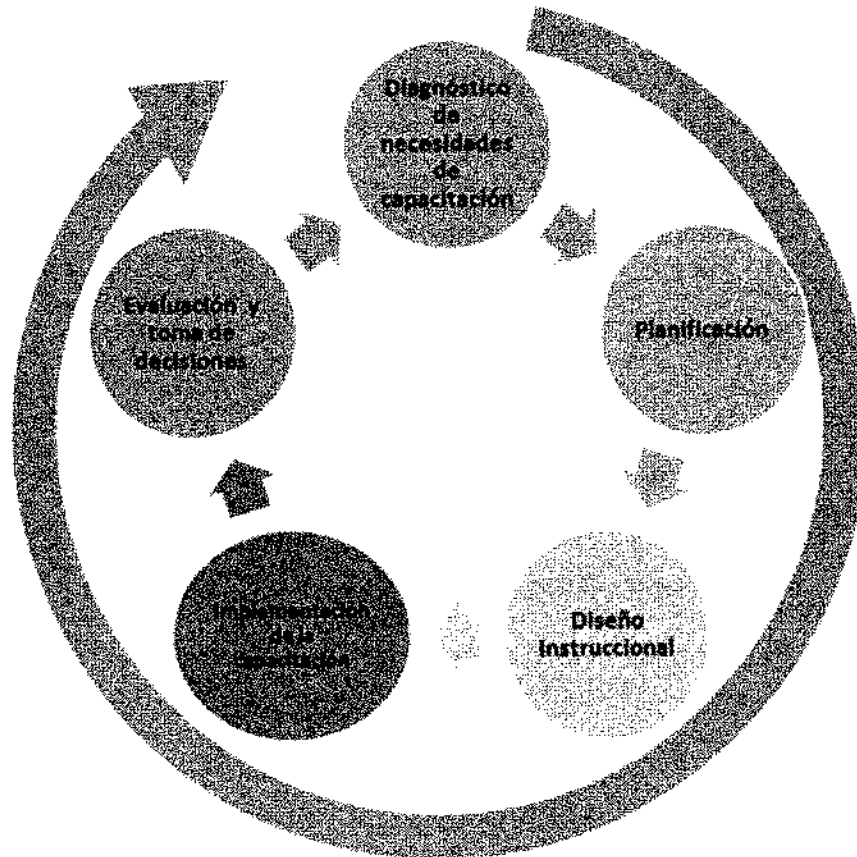 Diagnóstico
de
necesidades
de
capacitación
Planificación
Diseño
Instruccional
Implementación
de la
capacitación
Evaluación y
toma de
decisiones